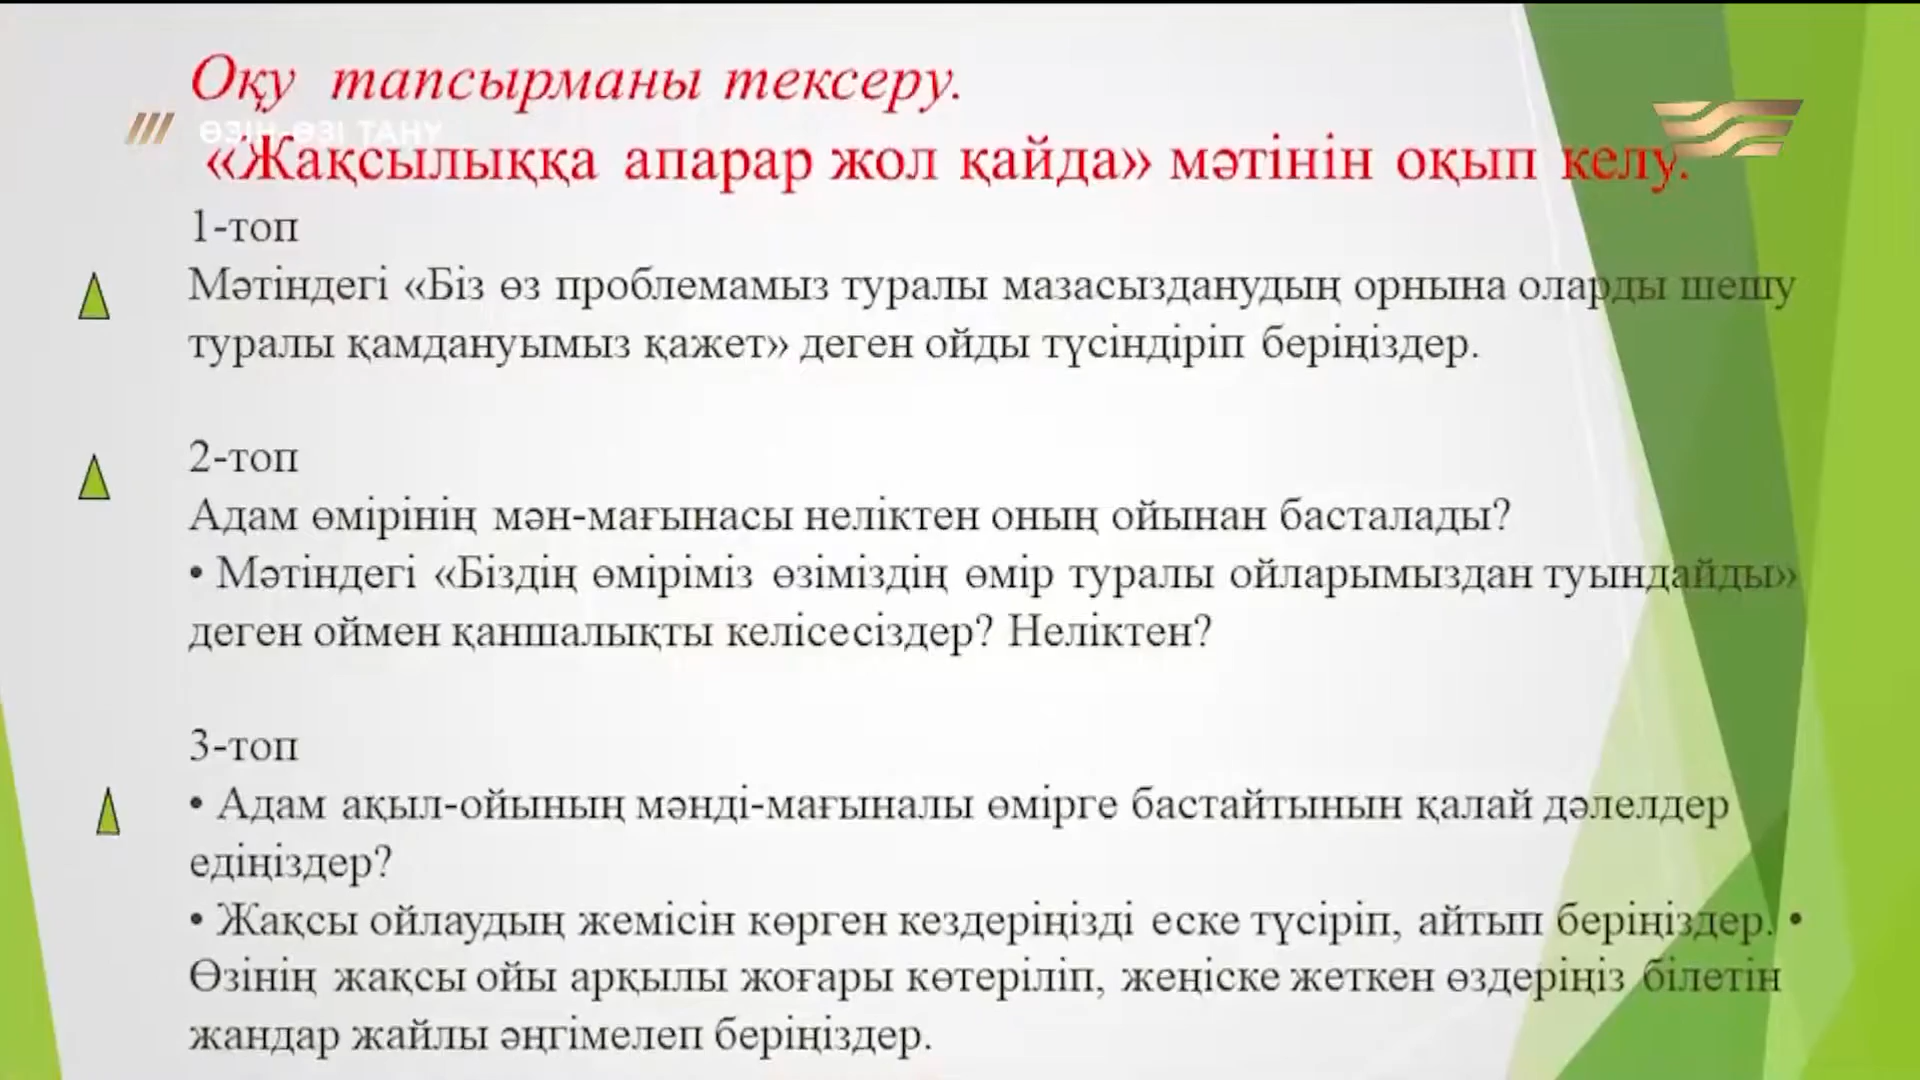 Оқу тапсырманы тексеру.
ӨЗІН-ӨЗІ ТАНУ
«Жақсылыққа апарар жол қайда» мәтінін оқып келу.
1-топ
Мәтіндегі «Біз өз проблемамыз туралы мазасызданудың орнына оларды шешу
туралы қамдануымыз қажет» деген ойды түсіндіріп беріңіздер.
2-топ
Адам өмірінің мән-мағынасы неліктен оның ойынан басталады?
• Мәтіндегі «Біздің өміріміз өзіміздің өмір туралы ойларымыздан туындайды»
деген оймен қаншалықты келісесіздер? Неліктен?
3-топ
• Адам ақыл-ойының мәнді-мағыналы өмірге бастайтынын қалай дәлелдер
едіңіздер?
• Жақсы ойлаудың жемісін көрген кездеріңізді еске түсіріп, айтып беріңіздер. •
Өзінің жақсы ойы арқылы жоғары көтеріліп, жеңіске жеткен өздеріңіз білетін
жандар жайлы әңгімелеп беріңіздер.